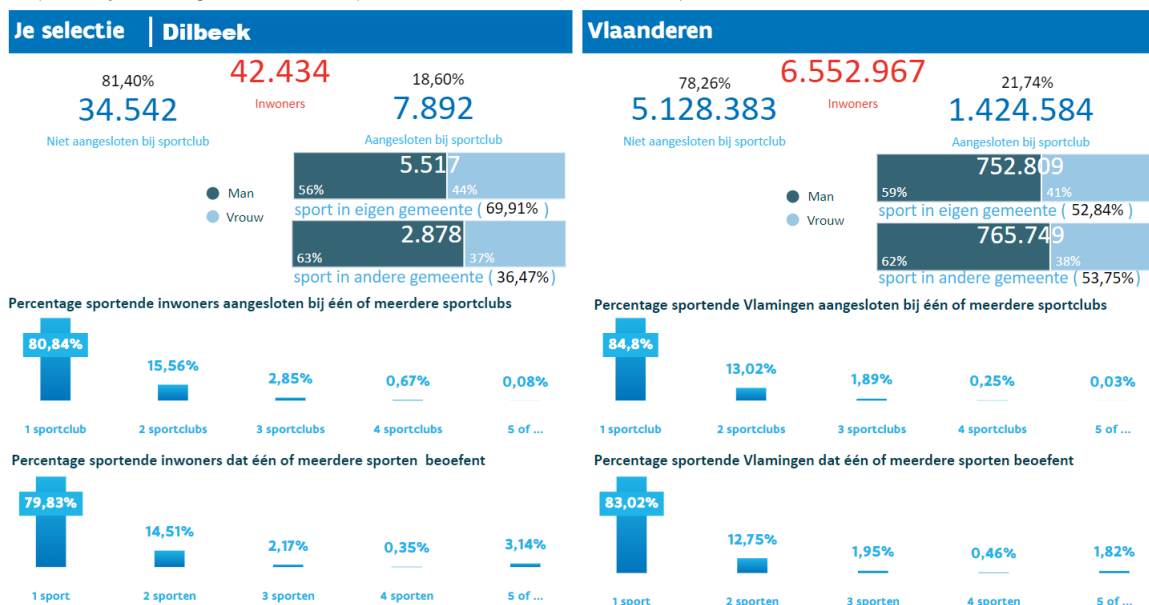 Je selectie | Dilbeek
81,40%
42.434
18,60%
34.542
Inwoners
7.892
Niet aangesloten bij sportclub
Aangesloten bij sportclub
Man
Vrouw
5.517
56%
44%
sport in eigen gemeente ( 69,91% )
2.878
63%
37%
sport in andere gemeente ( 36,47%)
Percentage sportende inwoners aangesloten bij één of meerdere sportclubs
80,84%
15,56%
2,85%
0,67%
0,08%
1 sportclub
2 sportclubs
3 sportclubs
4 sportclubs
5 of ...
Percentage sportende inwoners dat één of meerdere sporten beoefent
79,83%
14,51%
2,17%
0,35%
3,14%
1 sport
2 sporten
3 sporten
4 sporten
5 of ...
Vlaanderen
78,26%
6.552.967
21,74%
5.128.383
Inwoners
1.424.584
Niet aangesloten bij sportclub
Aangesloten bij sportclub
Man
Vrouw
752.809
59%
41%
sport in eigen gemeente ( 52,84% )
765.749
62%
38%
sport in andere gemeente ( 53,75%)
Percentage sportende Vlamingen aangesloten bij één of meerdere sportclubs
84,8%
13,02%
1,89%
0,25%
0,03%
1 sportclub
2 sportclubs
3 sportclubs
4 sportclubs
5 of ...
Percentage sportende Vlamingen dat één of meerdere sporten beoefent
83,02%
12,75%
1,95%
0,46%
1,82%
1 sport
2 sporten
3 sporten
4 sporten
5 of ...